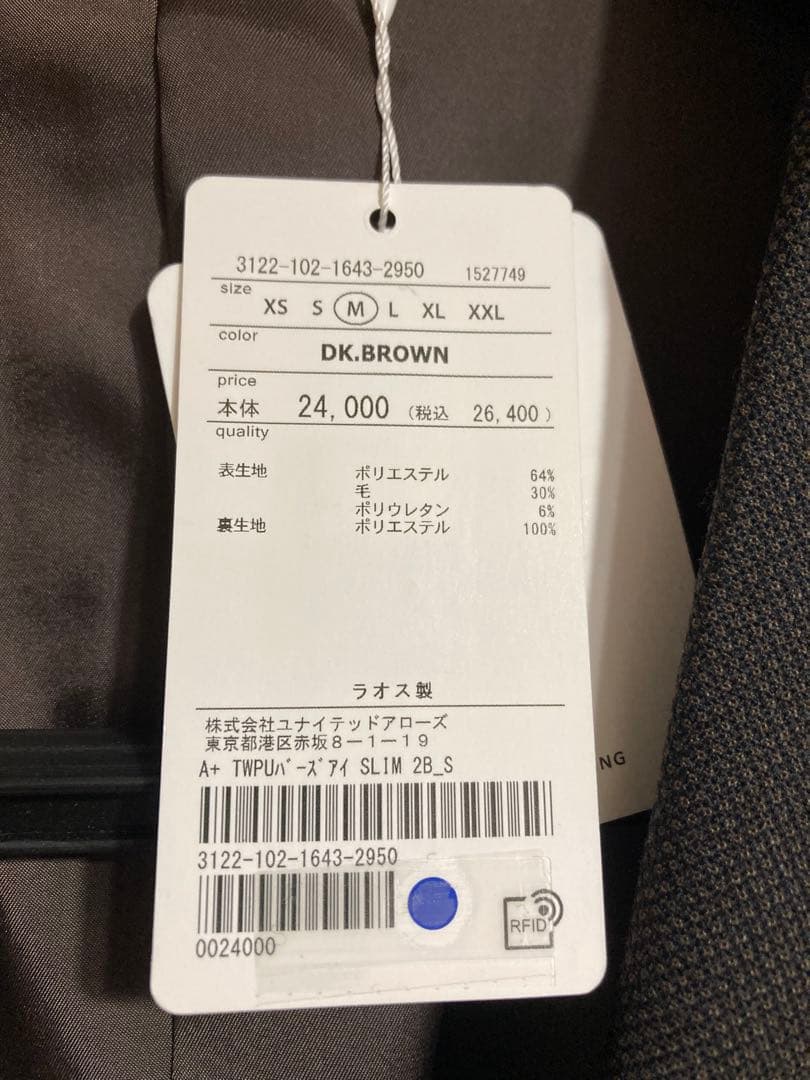 3122-102-1643-2950 1527749
size
XS S M L XL XXL
color
DK.BROWN
price
本体 24,000 (税込 26,400 )
quality
表生地 ポリエステル 64%
毛 30%
ポリウレタン 6%
裏生地 ポリエステル 100%
ラオス製
株式会社ユナイテッドアローズ
東京都港区赤坂8ー1ー19
A+ TWPUバーズアイ SLIM 2B_S
NG
3122-102-1643-2950
RFID
0024000